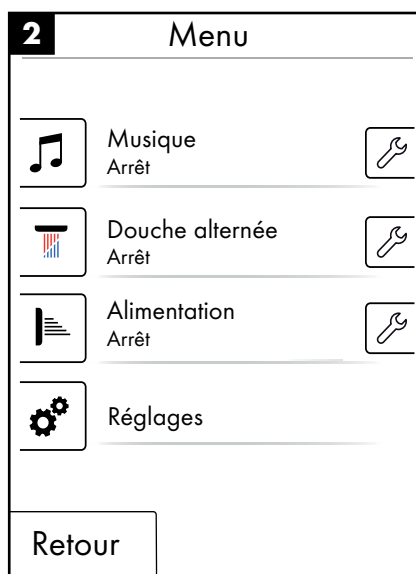 2
Menu
Musique
Arrêt
Douche alternée
Arrêt
Alimentation
Arrêt
Réglages
Retour